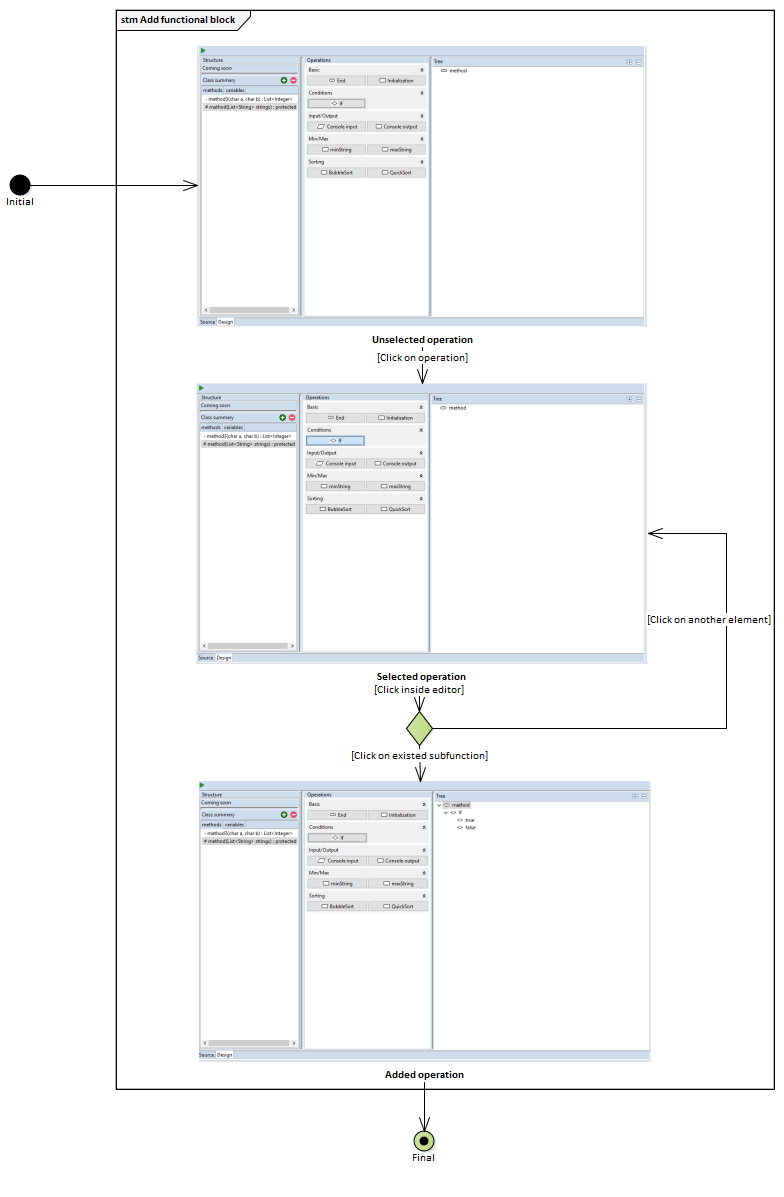 stm Add functional block
Structure
Coming soon
Class summary
methods variables
- method3(char a, char b) : List<Integer>
# method(List<String> strings) : protected
Source Design
Operations
Basic
End Initialization
Conditions
If
Input/Output
Console input Console output
Min/Max
minString maxString
Sorting
BubbleSort QuickSort
Tree
method
Initial
Unselected operation
[Click on operation]
Structure
Coming soon
Class summary
methods variables
- method3(char a, char b) : List<Integer>
# method(List<String> strings) : protected
Source Design
Operations
Basic
End Initialization
Conditions
If
Input/Output
Console input Console output
Min/Max
minString maxString
Sorting
BubbleSort QuickSort
Tree
method
[Click on another element]
Selected operation
[Click inside editor]
[Click on existed subfunction]
Structure
Coming soon
Class summary
methods variables
- method3(char a, char b) : List<Integer>
# method(List<String> strings) : protected
Source Design
Operations
Basic
End Initialization
Conditions
If
Input/Output
Console input Console output
Min/Max
minString maxString
Sorting
BubbleSort QuickSort
Tree
method
If
true
false
Added operation
Final